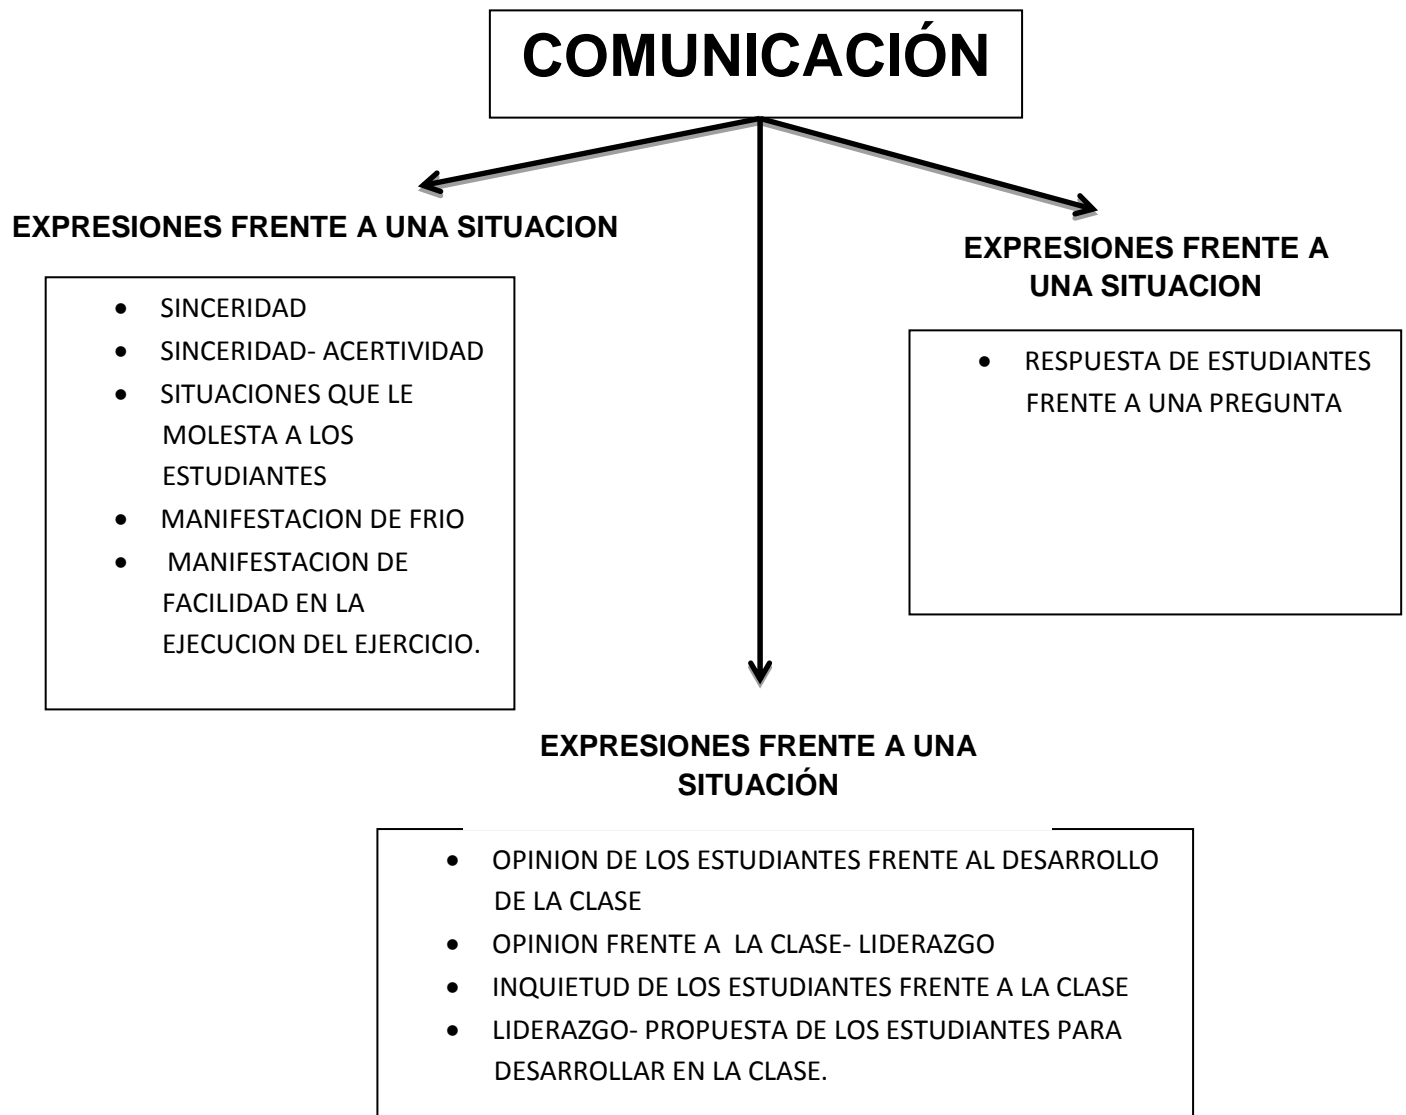 COMUNICACIÓN
EXPRESIONES FRENTE A UNA SITUACION
• SINCERIDAD
• SINCERIDAD- ACERTIVIDAD
• SITUACIONES QUE LE
MOLESTA A LOS
ESTUDIANTES
• MANIFESTACION DE FRIO
• MANIFESTACION DE
FACILIDAD EN LA
EJECUCION DEL EJERCICIO.
EXPRESIONES FRENTE A
UNA SITUACION
• RESPUESTA DE ESTUDIANTES
FRENTE A UNA PREGUNTA
EXPRESIONES FRENTE A UNA
SITUACIÓN
• OPINION DE LOS ESTUDIANTES FRENTE AL DESARROLLO
DE LA CLASE
• OPINION FRENTE A  LA CLASE- LIDERAZGO
• INQUIETUD DE LOS ESTUDIANTES FRENTE A LA CLASE
• LIDERAZGO- PROPUESTA DE LOS ESTUDIANTES PARA
DESARROLLAR EN LA CLASE.